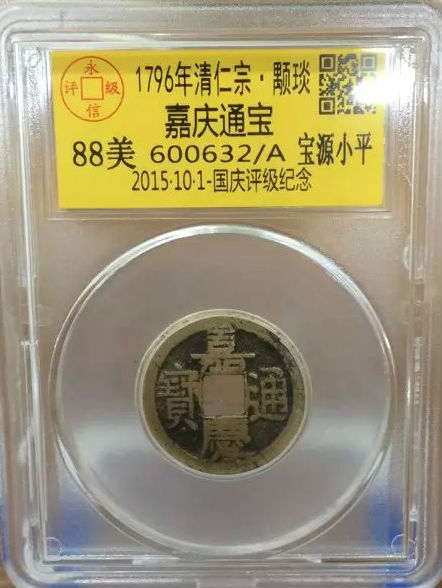 永
评级
信
1796年清仁宗·颙琰
嘉庆通宝
88美 600632/A 宝源小平
2015·10·1-国庆评级纪念
嘉
寳 通
慶